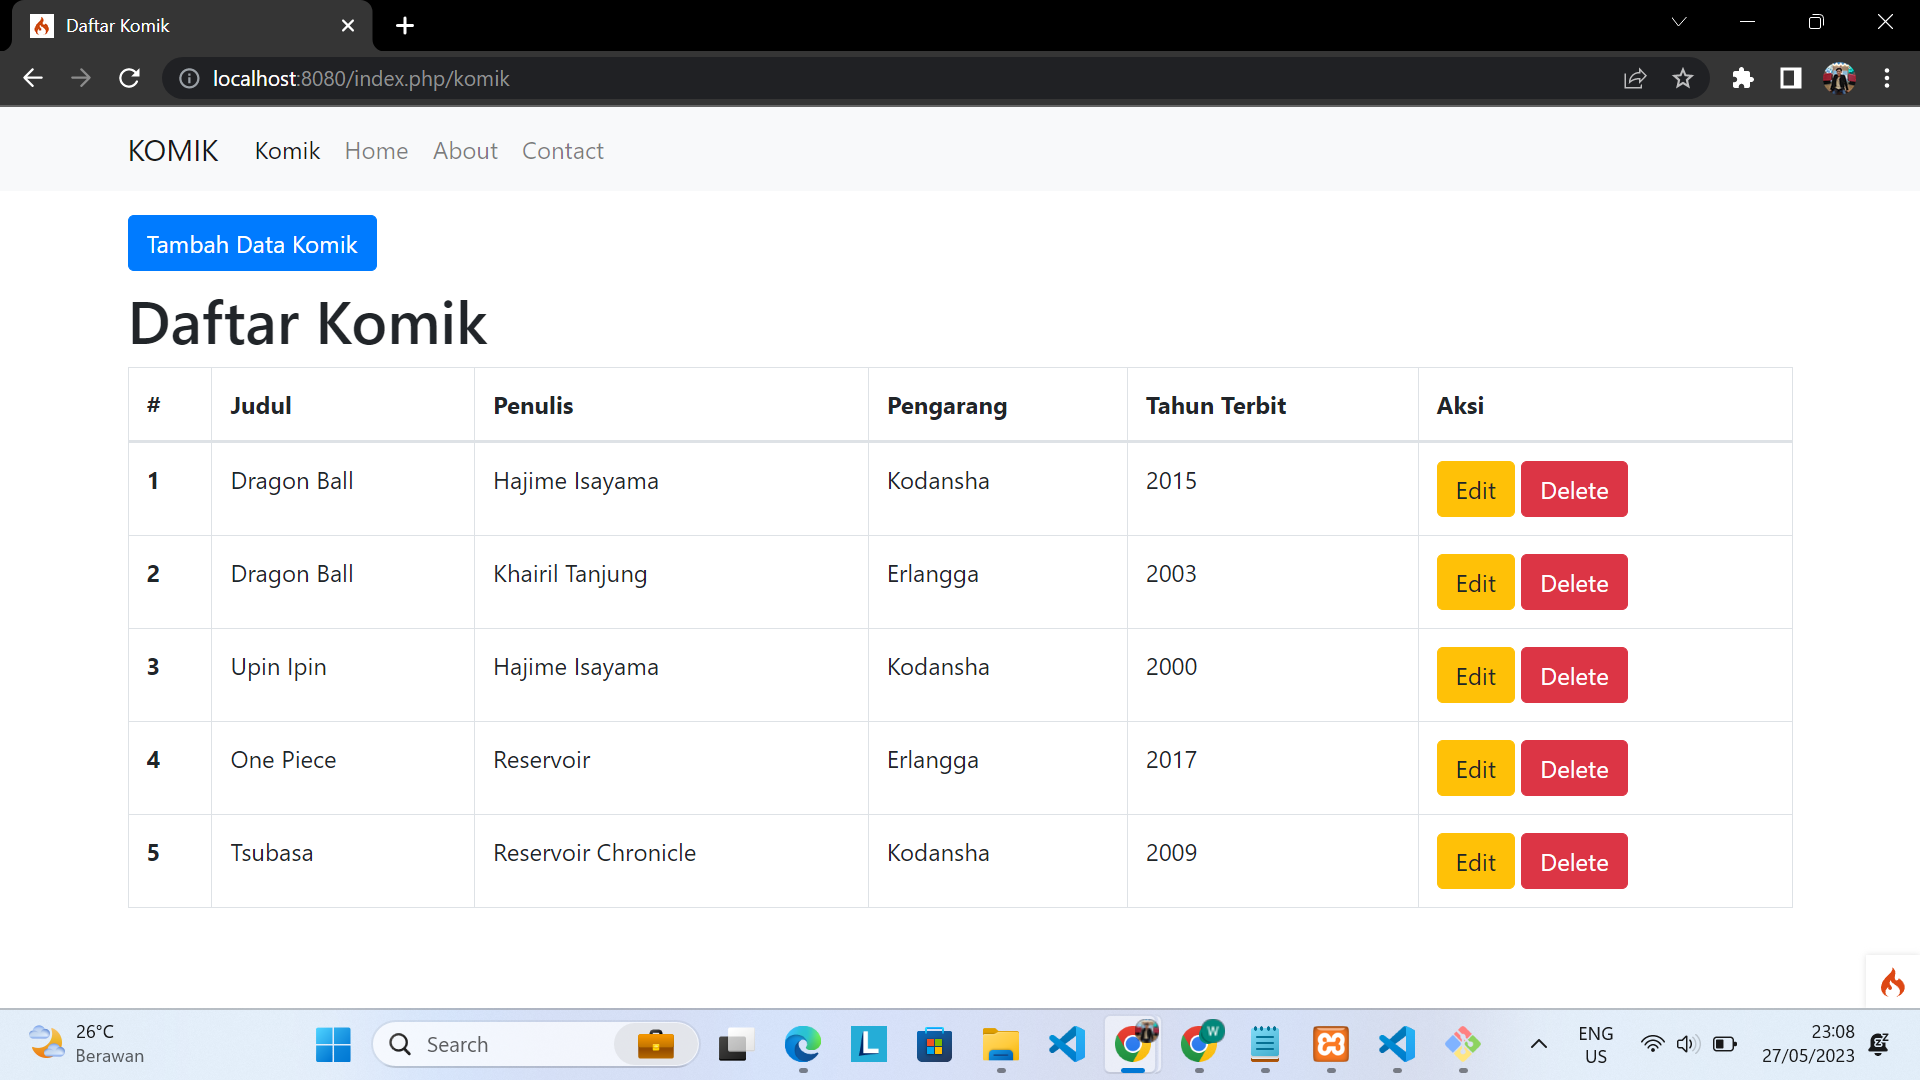 Daftar Komik
localhost:8080/index.php/komik
KOMIK Komik Home About Contact
Tambah Data Komik
Daftar Komik
# Judul Penulis Pengarang Tahun Terbit Aksi
1 Dragon Ball Hajime Isayama Kodansha 2015 Edit Delete
2 Dragon Ball Khairil Tanjung Erlangga 2003 Edit Delete
3 Upin Ipin Hajime Isayama Kodansha 2000 Edit Delete
4 One Piece Reservoir Erlangga 2017 Edit Delete
5 Tsubasa Reservoir Chronicle Kodansha 2009 Edit Delete
26°C
Berawan
Search
L
W
ENG
US
23:08
27/05/2023